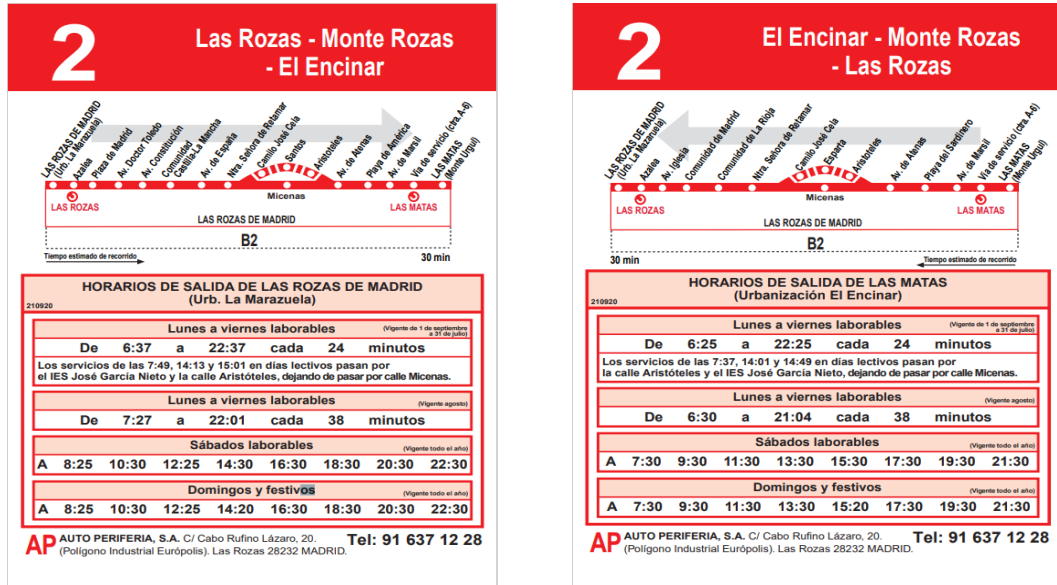 2
Las Rozas - Monte Rozas
- El Encinar
LAS ROZAS DE MADRID
(Urb. La Marazuela)
Azalea
Plaza de Madrid
Av. Doctor Toledo
Av. Constitución
Comunidad
Castilla-La Mancha
Av. de España
Ntra. Señora de Retamar
Camilo José Cela
Santos
Aristóteles
Av. de Atenas
Playa de América
Av. de Marsil
Vía de servicio (ctra. A-6)
LAS MATAS
(Monte Urgull)
LAS ROZAS
Micenas
LAS MATAS
LAS ROZAS DE MADRID
B2
Tiempo estimado de recorrido
30 min
HORARIOS DE SALIDA DE LAS ROZAS DE MADRID
(Urb. La Marazuela)
210920
Lunes a viernes laborables
(Vigente de 1 de septiembre
a 31 de julio)
De 6:37 a 22:37 cada 24 minutos
Los servicios de las 7:49, 14:13 y 15:01 en días lectivos pasan por
el IES José García Nieto y la calle Aristóteles, dejando de pasar por calle Micenas.
Lunes a viernes laborables
(Vigente agosto)
De 7:27 a 22:01 cada 38 minutos
Sábados laborables
(Vigente todo el año)
A 8:25 10:30 12:25 14:30 16:30 18:30 20:30 22:30
Domingos y festivos
(Vigente todo el año)
A 8:25 10:30 12:25 14:20 16:30 18:30 20:30 22:30
AP AUTO PERIFERIA, S.A. C/ Cabo Rufino Lázaro, 20.
(Polígono Industrial Európolis). Las Rozas 28232 MADRID.
Tel: 91 637 12 28
2
El Encinar - Monte Rozas
- Las Rozas
LAS ROZAS DE MADRID
(Urb. La Marazuela)
Azalea
Av. Iglesia
Comunidad de Madrid
Comunidad de La Rioja
Ntra. Señora de Retamar
Camilo José Cela
Esparta
Aristóteles
Av. de Atenas
Playa del Sardinero
Av. de Marsil
Vía de servicio (ctra. A-6)
LAS MATAS
(Monte Urgull)
LAS ROZAS
Micenas
LAS MATAS
LAS ROZAS DE MADRID
B2
30 min
Tiempo estimado de recorrido
HORARIOS DE SALIDA DE LAS MATAS
(Urbanización El Encinar)
210920
Lunes a viernes laborables
(Vigente de 1 de septiembre
a 31 de julio)
De 6:25 a 22:25 cada 24 minutos
Los servicios de las 7:37, 14:01 y 14:49 en días lectivos pasan por
la calle Aristóteles y el IES José García Nieto, dejando de pasar por calle Micenas.
Lunes a viernes laborables
(Vigente agosto)
De 6:30 a 21:04 cada 38 minutos
Sábados laborables
(Vigente todo el año)
A 7:30 9:30 11:30 13:30 15:30 17:30 19:30 21:30
Domingos y festivos
(Vigente todo el año)
A 7:30 9:30 11:30 13:30 15:20 17:30 19:30 21:30
AP AUTO PERIFERIA, S.A. C/ Cabo Rufino Lázaro, 20.
(Polígono Industrial Európolis). Las Rozas 28232 MADRID.
Tel: 91 637 12 28